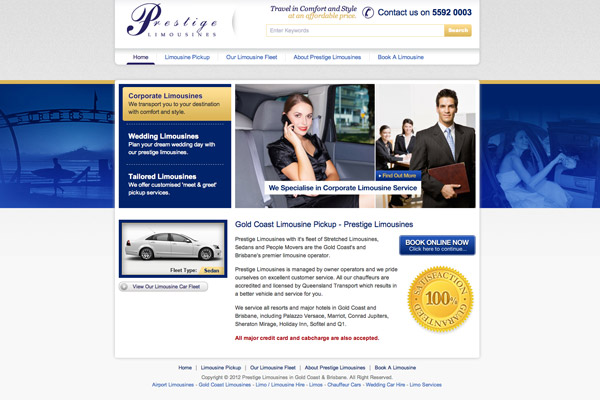 Prestige
LIMOUSINES
Travel in Comfort and Style
at an affordable price.
Contact us on 5592 0003
Enter Keywords
Search
Home
Limousine Pickup
Our Limousine Fleet
About Prestige Limousines
Book A Limousine
Corporate Limousines
We transport you to your destination
with comfort and style.
Wedding Limousines
Plan your dream wedding day with
our prestige limousines.
Tailored Limousines
We offer customised 'meet & greet'
pickup services.
Find Out More
We Specialise in Corporate Limousine Service
Fleet Type: Sedan
View Our Limousine Car Fleet
Gold Coast Limousine Pickup - Prestige Limousines
Prestige Limousines with it's fleet of Stretched Limousines,
Sedans and People Movers are the Gold Coast's and
Brisbane's premier limousine operator.
Prestige Limousines is managed by owner operators and we pride
ourselves on excellent customer service. All our chauffeurs are
accredited and licensed by Queensland Transport which results in
a better vehicle and service for you.
We service all resorts and major hotels in Gold Coast and
Brisbane, including Palazzo Versace, Marriot, Conrad Jupiters,
Sheraton Mirage, Holiday Inn, Sofitel and Q1.
All major credit card and cabcharge are also accepted.
BOOK ONLINE NOW
Click here to continue...
SATISFACTION
100%
GUARANTEE
Home | Limousine Pickup | Our Limousine Fleet | About Prestige Limousines | Book A Limousine
Copyright © 2012 Prestige Limousines in Gold Coast & Brisbane. All Right Reserved.
Airport Limousines - Gold Coast Limousines - Limo / Limousine Hire - Limos - Chauffeur Cars - Wedding Car Hire - Limo Services